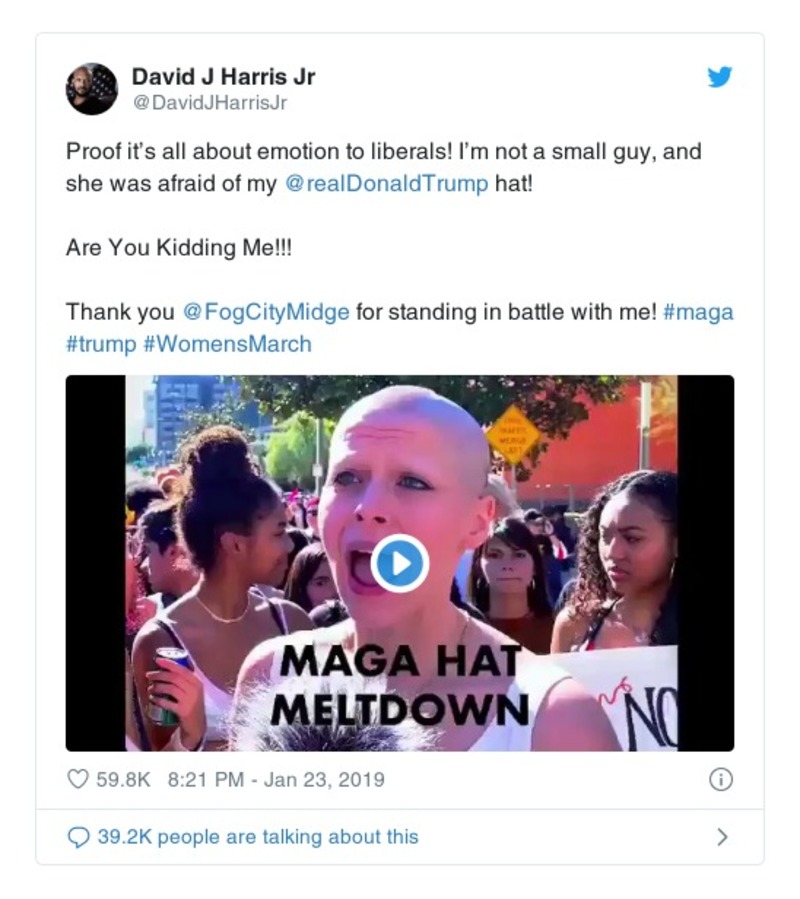 David J Harris Jr
@DavidJHarrisJr
Proof it's all about emotion to liberals! I'm not a small guy, and
she was afraid of my @realDonaldTrump hat!
Are You Kidding Me!!!
Thank you @FogCityMidge for standing in battle with me! #maga
#trump #WomensMarch
MAGA HAT
MELTDOWN
NO
59.8K 8:21 PM - Jan 23, 2019
39.2K people are talking about this